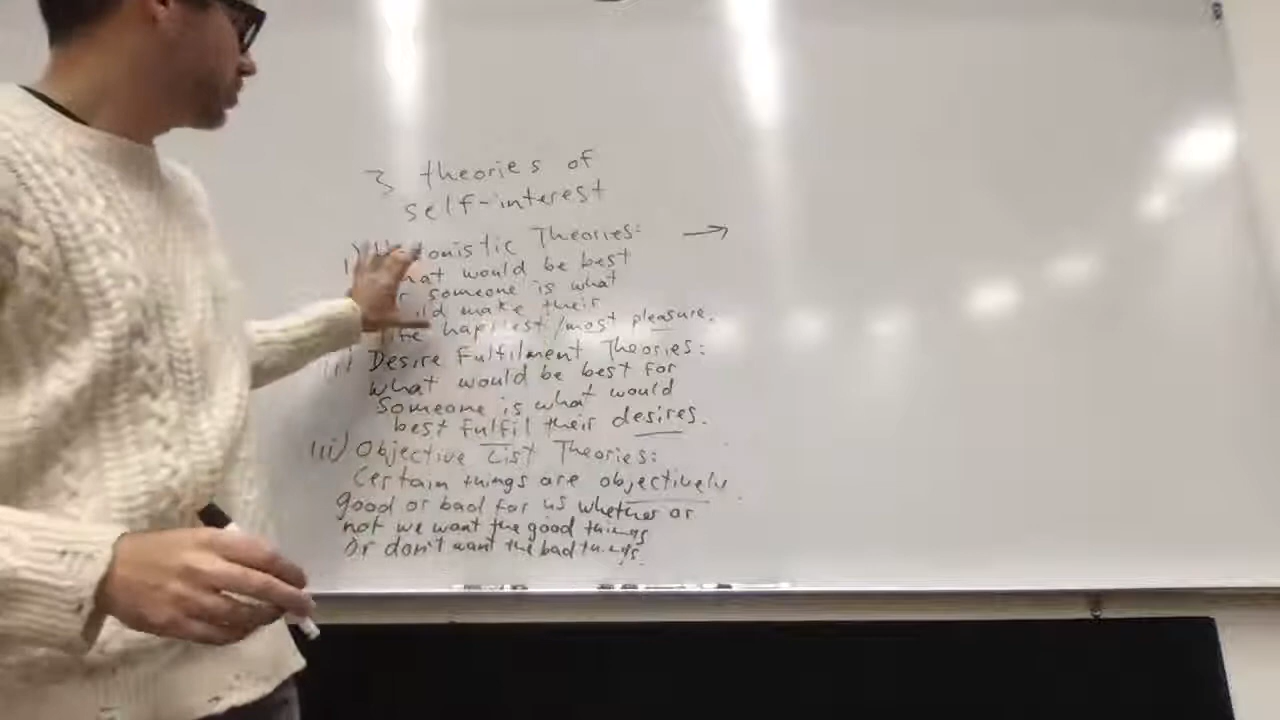 3 theories of
self-interest
i) Hedonistic Theories: →
what would be best
someone is what
make their
life happiest/most pleasure.
ii) Desire Fulfilment Theories:
what would be best for
someone is what would
best fulfil their desires.
iii) Objective List Theories:
Certain things are objectively
good or bad for us whether or
not we want the good things
or don't want the bad things.